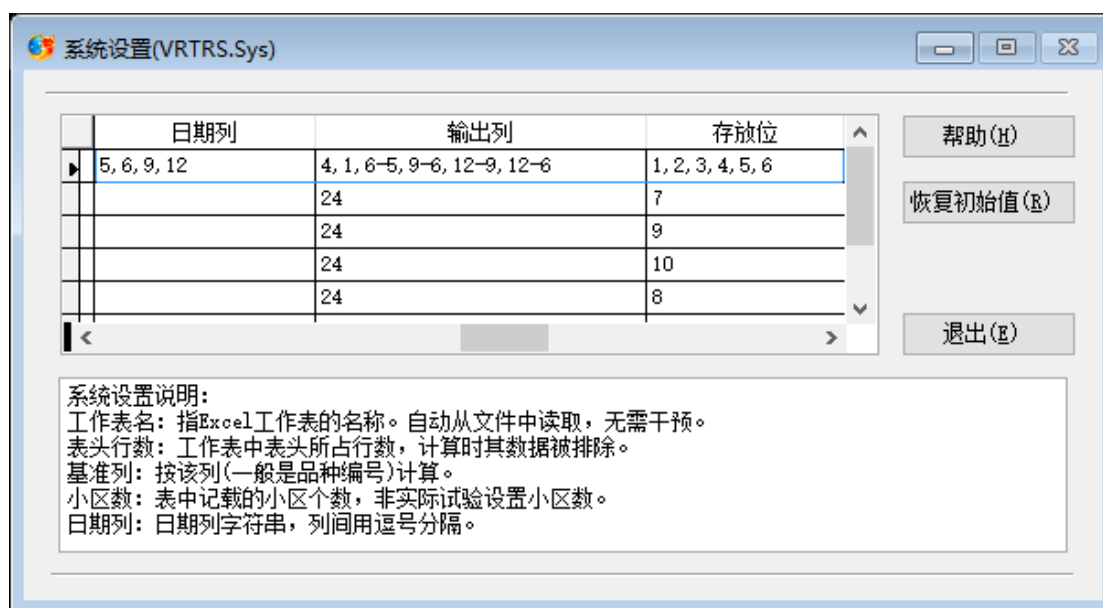 系统设置(VRTRS.Sys)
日期列 输出列 存放位
5,6,9,12 4,1,6-5,9-6,12-9,12-6 1,2,3,4,5,6
24 7
24 9
24 10
24 8
帮助(H)
恢复初始值(R)
退出(E)
系统设置说明:
工作表名: 指Excel工作表的名称。自动从文件中读取，无需干预。
表头行数: 工作表中表头所占行数，计算时其数据被排除。
基准列: 按该列(一般是品种编号)计算。
小区数: 表中记载的小区个数，非实际试验设置小区数。
日期列: 日期列字符串，列间用逗号分隔。